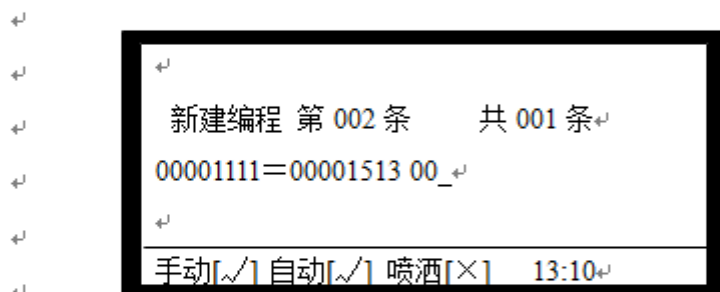 新建编程 第 002 条 共 001 条
00001111＝00001513 00_
手动[√] 自动[√] 喷洒[×] 13:10